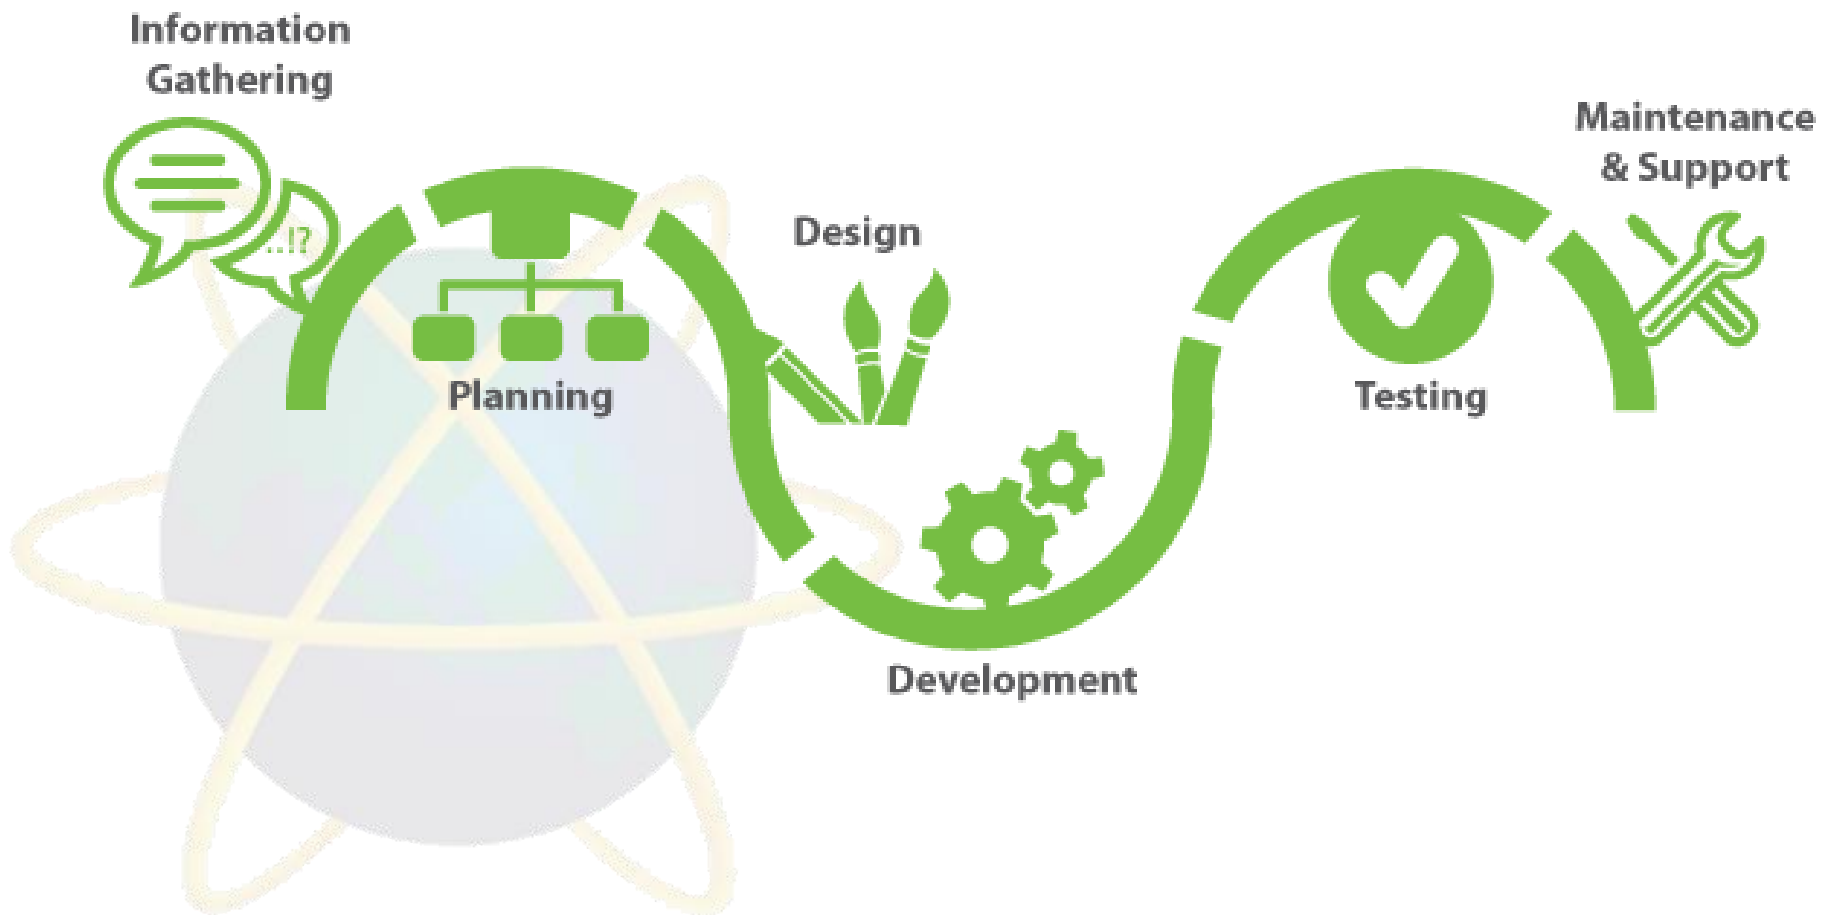 Information
Gathering
..!?
Planning
Design
Development
Testing
Maintenance
& Support